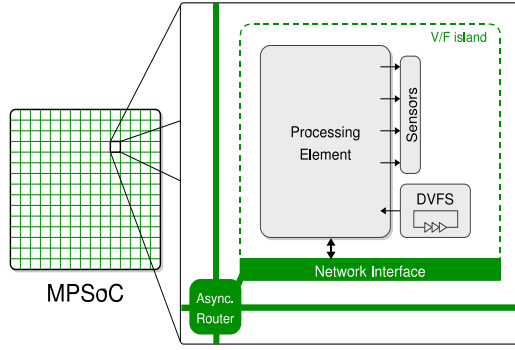 V/F island
Processing
Element
Sensors
DVFS
Network Interface
Async.
Router
MPSoC